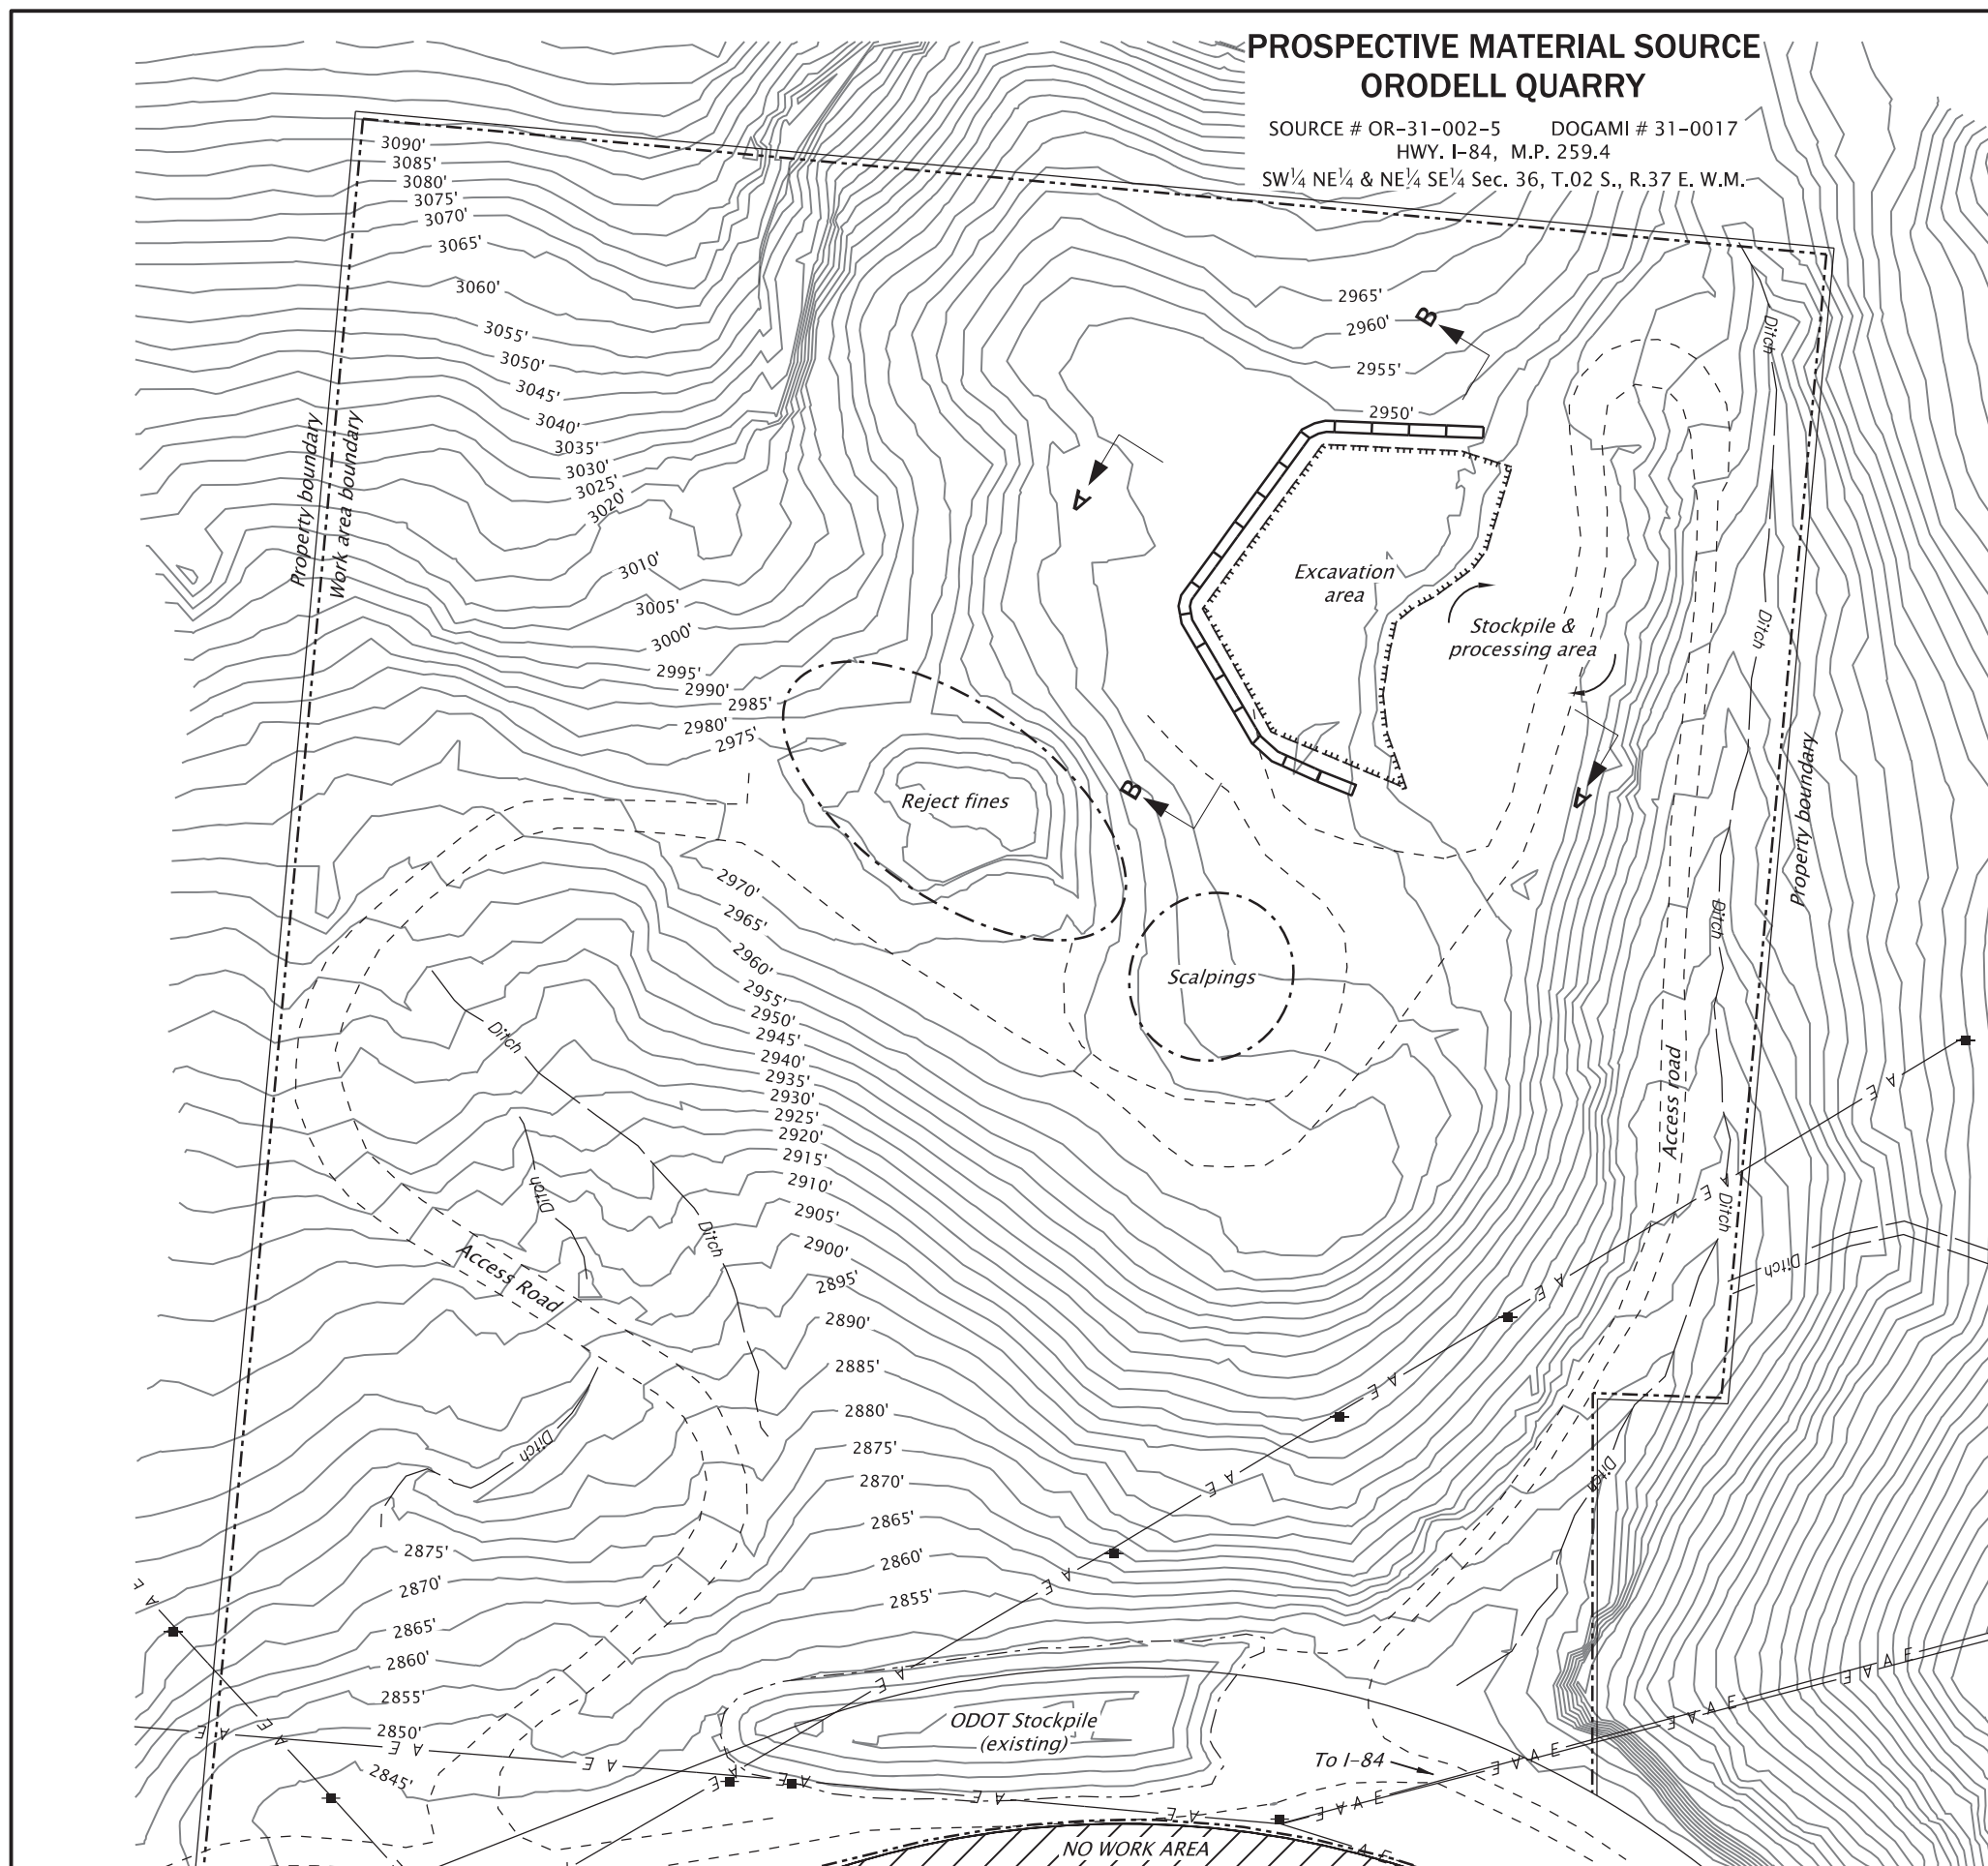 PROSPECTIVE MATERIAL SOURCE
ORODELL QUARRY
SOURCE # OR-31-002-5 DOGAMI # 31-0017
HWY. I-84, M.P. 259.4
SW¼ NE¼ & NE¼ SE¼ Sec. 36, T.02 S., R.37 E. W.M.
3090'
3085'
3080'
3075'
3070'
3065'
3060'
3055'
3050'
3045'
3040'
3035'
3030'
3025'
3020'
3010'
3005'
3000'
2995'
2990'
2985'
2980'
2975'
2965'
2960'
2955'
2950'
B
A
Ditch
Property boundary
Work area boundary
Excavation
area
Stockpile &
processing area
Ditch
Property boundary
B
A
Reject fines
Scalpings
Ditch
Access road
2970'
2965'
2960'
2955'
2950'
2945'
2940'
2935'
2930'
2925'
2920'
2915'
2910'
2905'
2900'
2895'
2890'
2885'
2880'
2875'
2870'
2865'
2860'
2855'
Ditch
Ditch
Ditch
Access Road
Ditch
Ditch
Ditch
Ditch
E A
E A
E A
E A
E A
E A
E A
2875'
2870'
2865'
2860'
2855'
2850'
2845'
E A
E A
E A
E A
E A
E A
E A
E A
E A
ODOT Stockpile
(existing)
To I-84
E A A E
E A A E
E A A E
E A A E
A E
NO WORK AREA